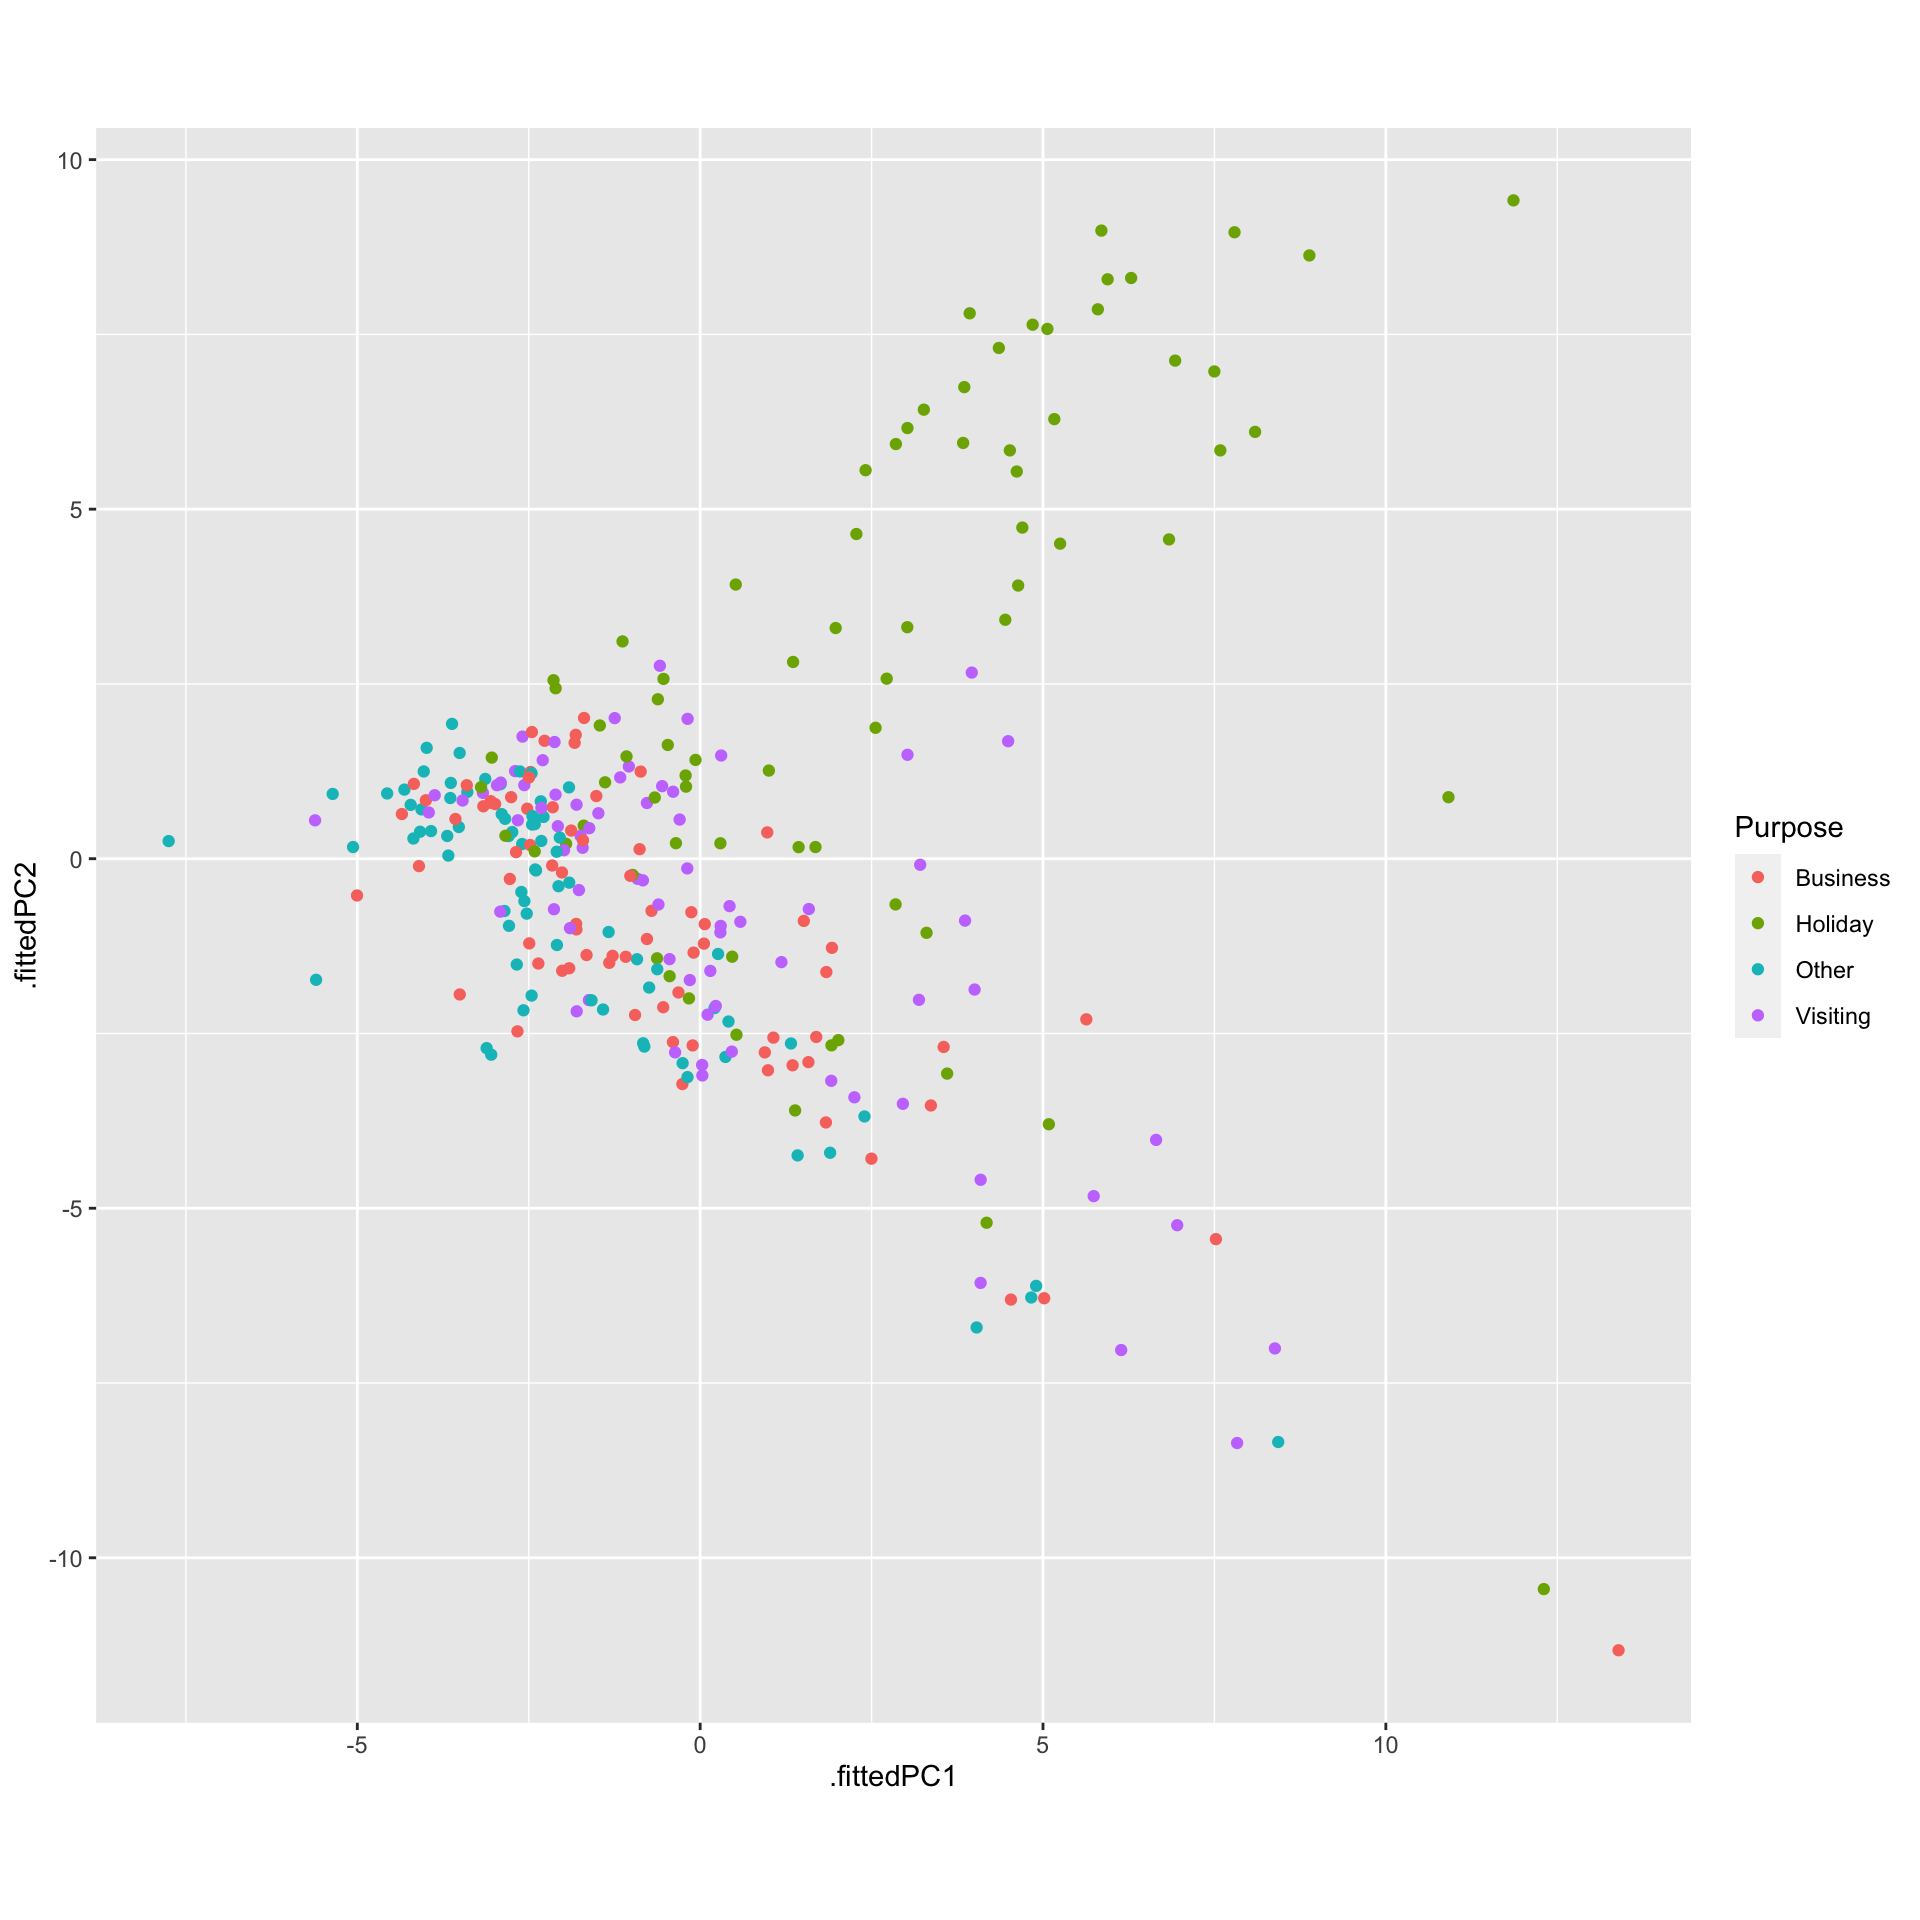 10
5
0
-5
-10
.fittedPC2
-5
0
5
10
.fittedPC1
Purpose
Business
Holiday
Other
Visiting